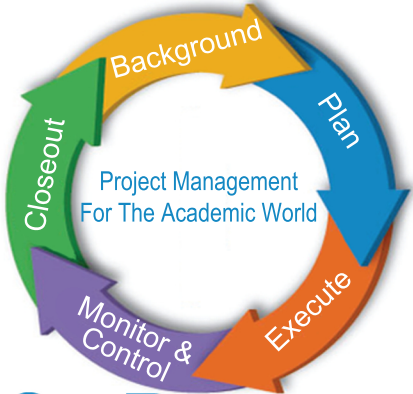 Background
Plan
Execute
Monitor &
Control
Closeout
Project Management
For The Academic World